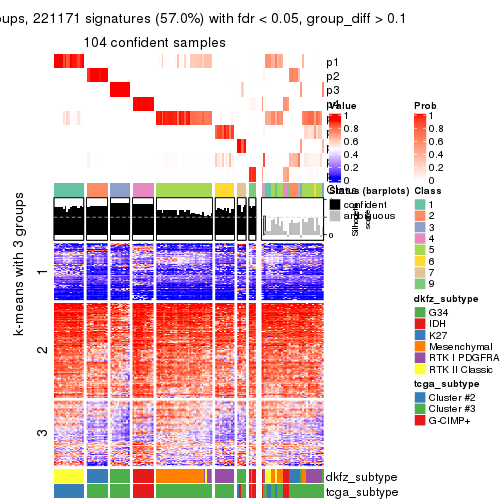 oups, 221171 signatures (57.0%) with fdr < 0.05, group_diff > 0.1
104 confident samples
p1
p2
p3
Value
1
0.8
0.6
0.4
0.2
0
Prob
1
0.8
0.6
0.4
0.2
0
Class
Status (barplots)
confident
ambiguous
Silhouette
score
0
Class
1
2
3
4
5
6
7
9
k-means with 3 groups
1
2
3
dkfz_subtype
G34
IDH
K27
Mesenchymal
RTK I PDGFRA
RTK II Classic
tcga_subtype
Cluster #2
Cluster #3
G-CIMP+
dkfz_subtype
tcga_subtype